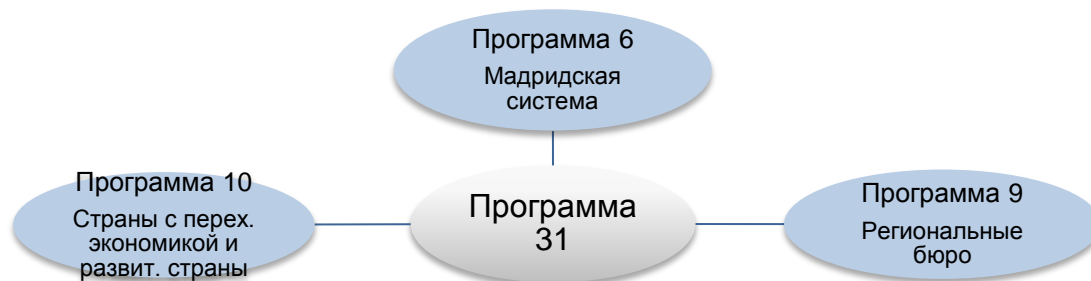 Программа 6
Мадридская
система
Программа 10
Страны с перех.
экономикой и
развит. страны
Программа
31
Программа 9
Региональные
бюро